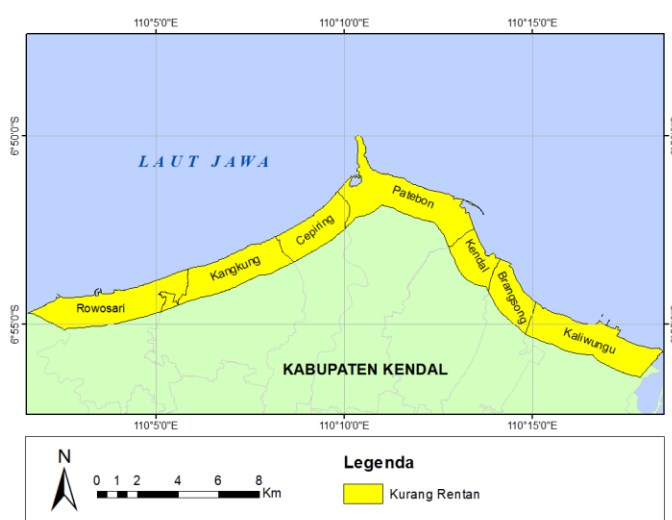 110°5'0"E 110°10'0"E 110°15'0"E
6°50'0"S
LAUT JAWA
Patebon
Cepiring
Kendal
Kangkung
Brangsong
Rowosari
6°55'0"S
Kaliwungu
KABUPATEN KENDAL
110°5'0"E 110°10'0"E 110°15'0"E
N
0 1 2 4 6 8
Km
Legenda
Kurang Rentan